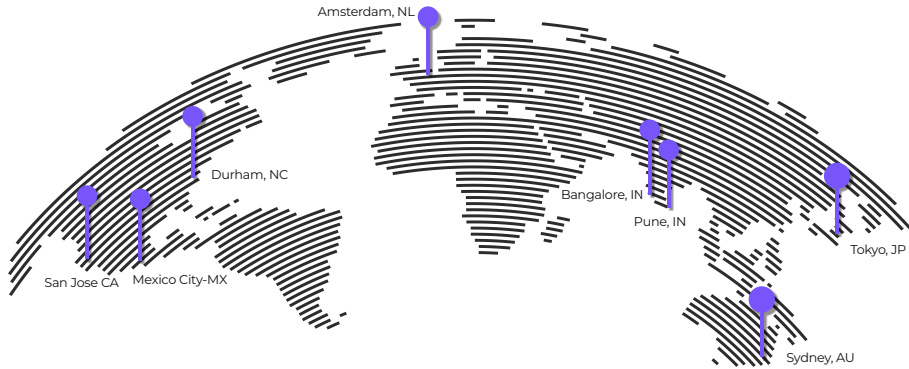 Amsterdam, NL
Durham, NC
Bangalore, IN
Pune, IN
Tokyo, JP
San Jose CA
Mexico City-MX
Sydney, AU